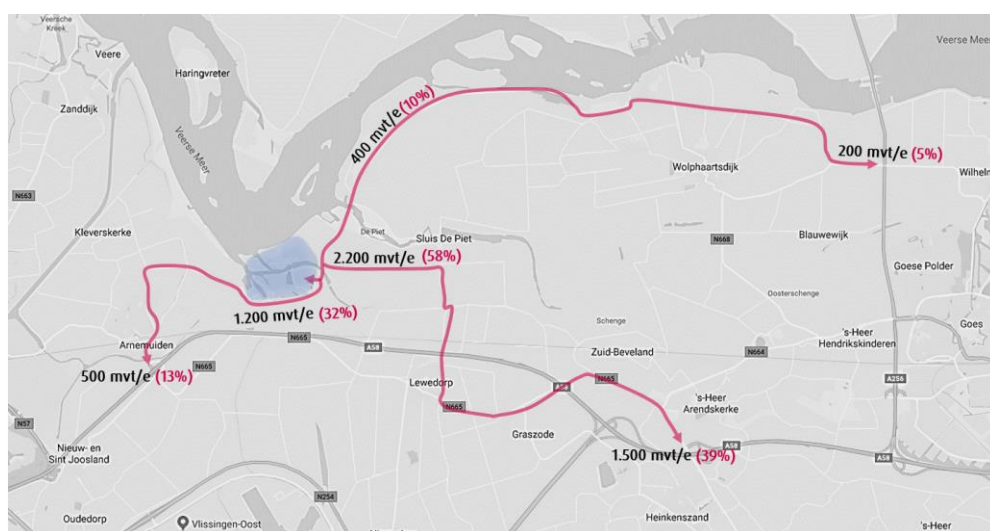 Veersche
Kreek
Veere
Haringvreter
Veerse Meer
Zanddijk
Veerse Meer
400 mvt/e (10%)
200 mvt/e (5%)
Wolphaartsdijk
Wilhelm
N663
De Piet
Kleverskerke
Sluis De Piet
N668
Blauwewijk
2.200 mvt/e (58%)
Goese Polder
Oosterschenge
1.200 mvt/e (32%)
Schenge
's-Heer
Hendrikskinderen
Goes
N665
Arnemuiden
A58
Zuid-Beveland
N664
N665
500 mvt/e (13%)
Lewedorp
N665
A58
A256
's-Heer
Arendskerke
N665
N57
Graszode
Nieuw- en
Sint Joosland
1.500 mvt/e (39%)
A58
A58
N254
Oudedorp
Vlissingen-Oost
Heinkenszand
's-Heer